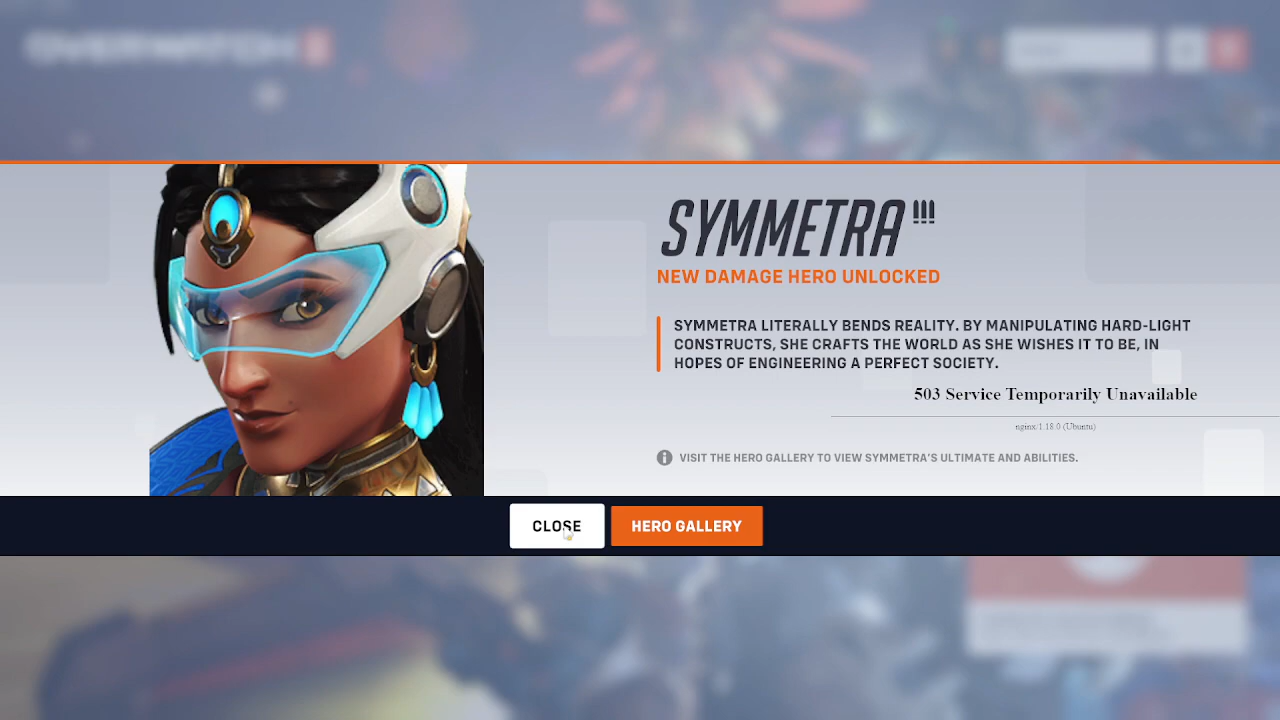 OVERWATCH 2
SYMMETRA
NEW DAMAGE HERO UNLOCKED
SYMMETRA LITERALLY BENDS REALITY. BY MANIPULATING HARD-LIGHT
CONSTRUCTS, SHE CRAFTS THE WORLD AS SHE WISHES IT TO BE, IN
HOPES OF ENGINEERING A PERFECT SOCIETY.
503 Service Temporarily Unavailable
nginx/1.18.0 (Ubuntu)
VISIT THE HERO GALLERY TO VIEW SYMMETRA'S ULTIMATE AND ABILITIES.
CLOSE
HERO GALLERY